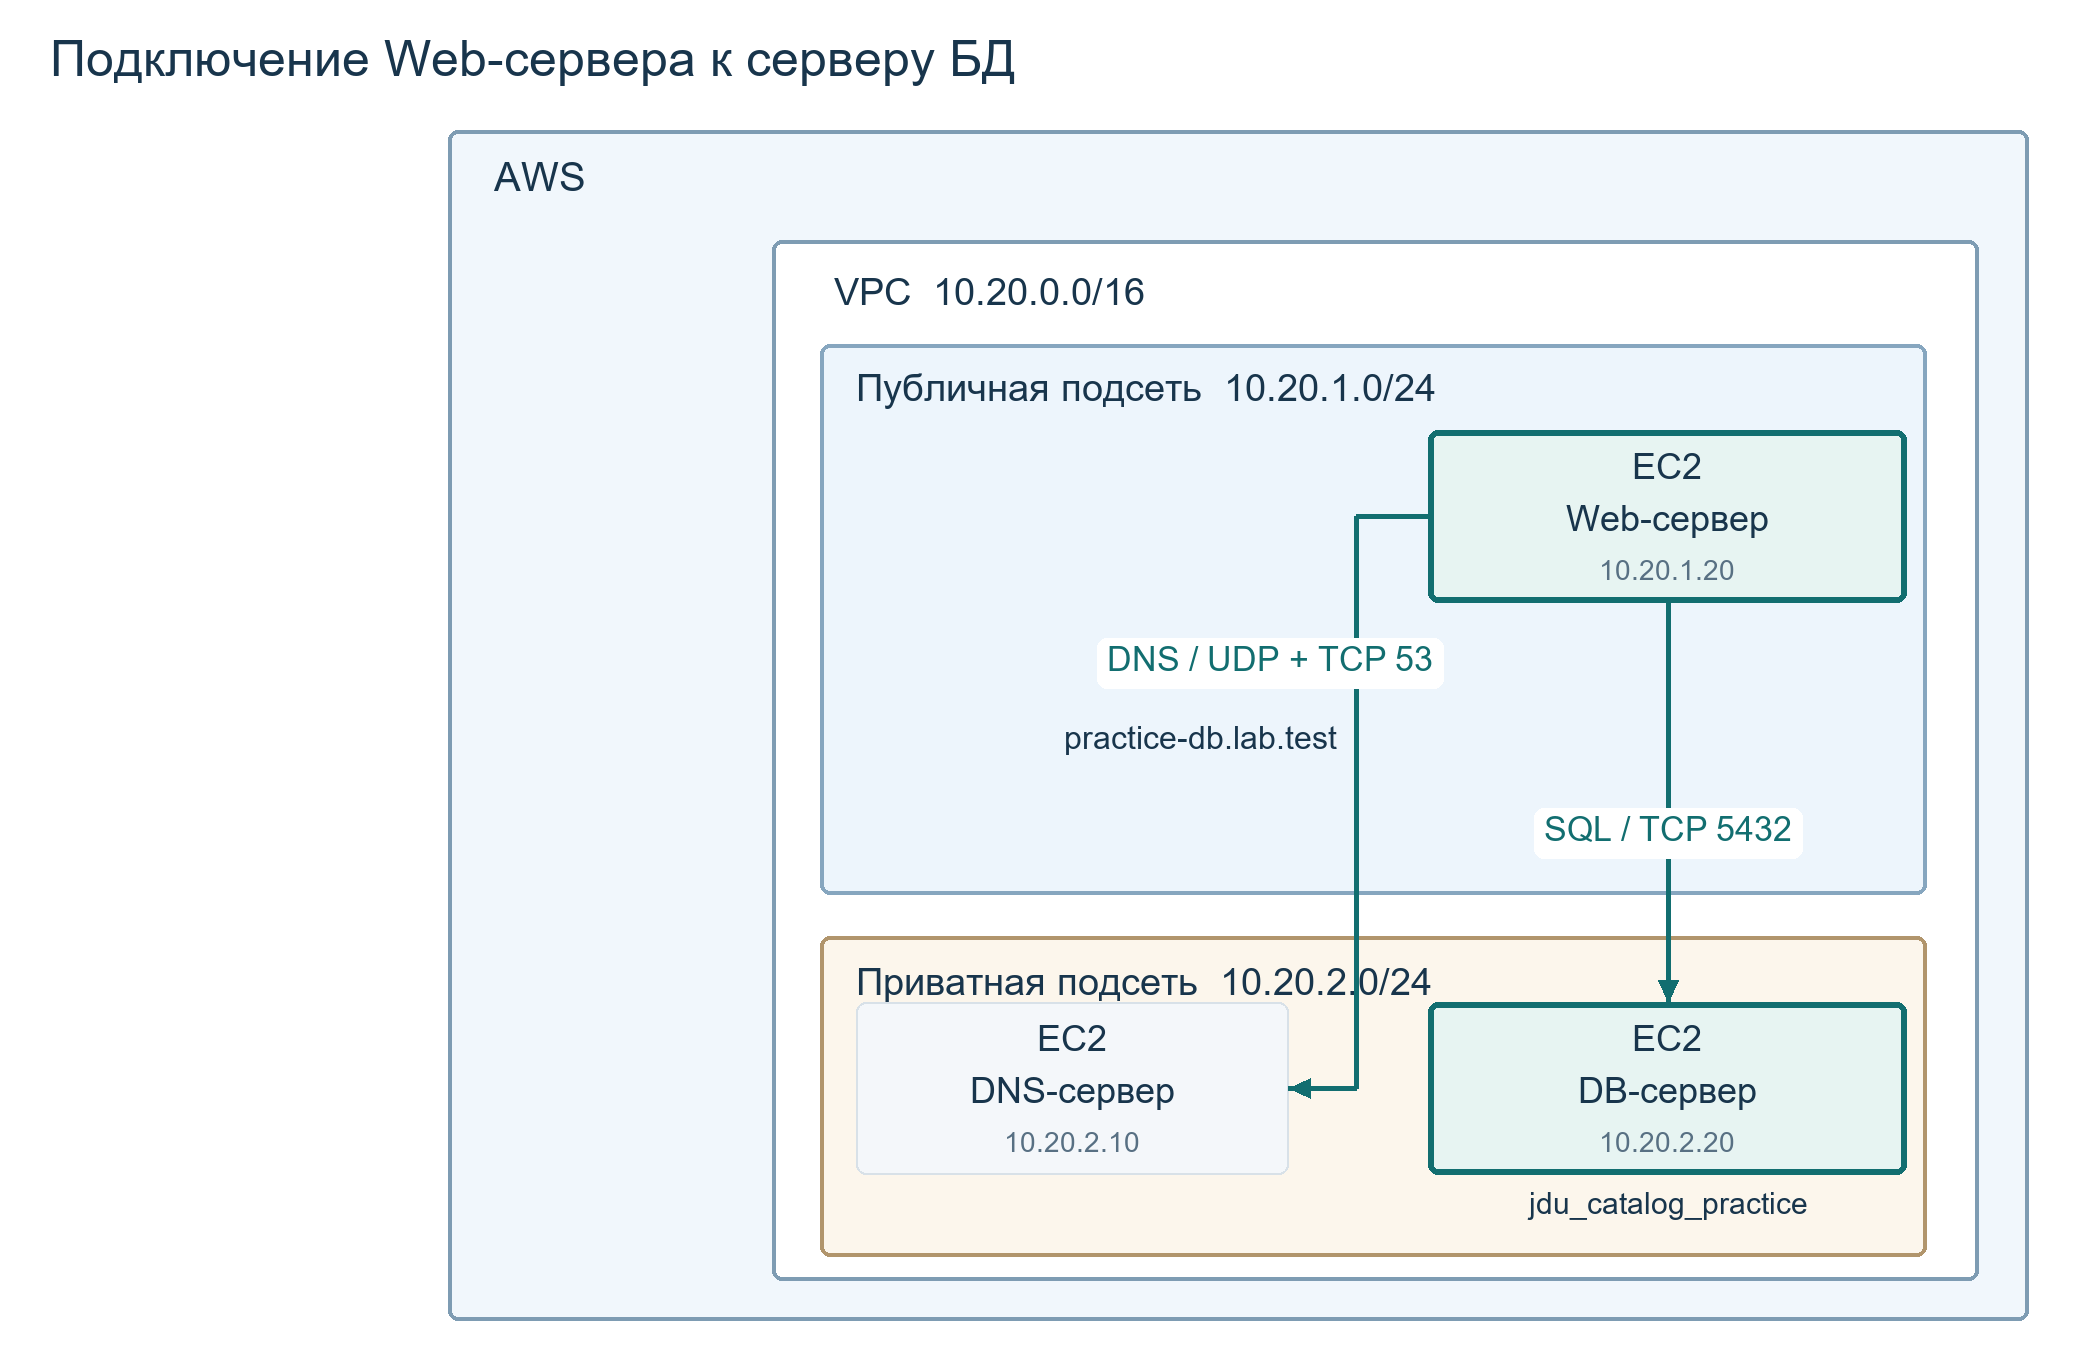 Подключение Web-сервера к серверу БД
AWS
VPC 10.20.0.0/16
Публичная подсеть 10.20.1.0/24
EC2
Web-сервер
10.20.1.20
DNS / UDP + TCP 53
practice-db.lab.test
SQL / TCP 5432
Приватная подсеть 10.20.2.0/24
EC2
DNS-сервер
10.20.2.10
EC2
DB-сервер
10.20.2.20
jdu_catalog_practice